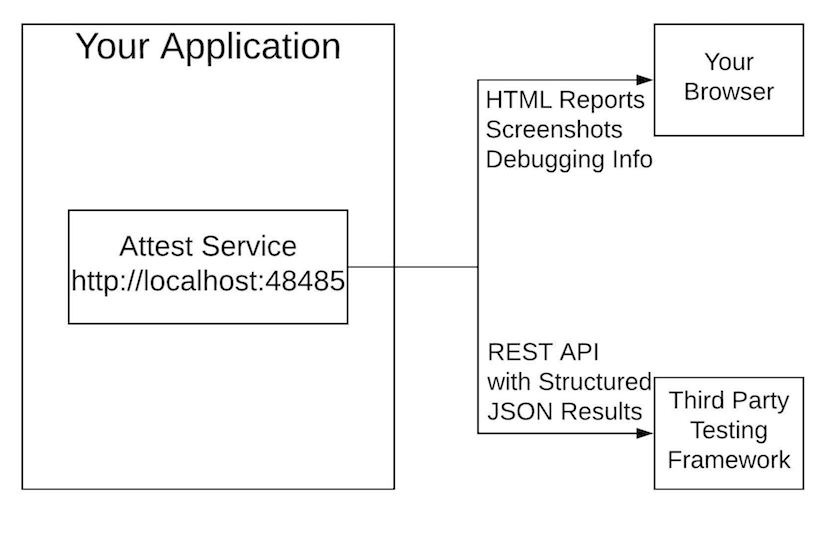 Your Application
Attest Service
http://localhost:48485
HTML Reports
Screenshots
Debugging Info
Your
Browser
REST API
with Structured
JSON Results
Third Party
Testing
Framework